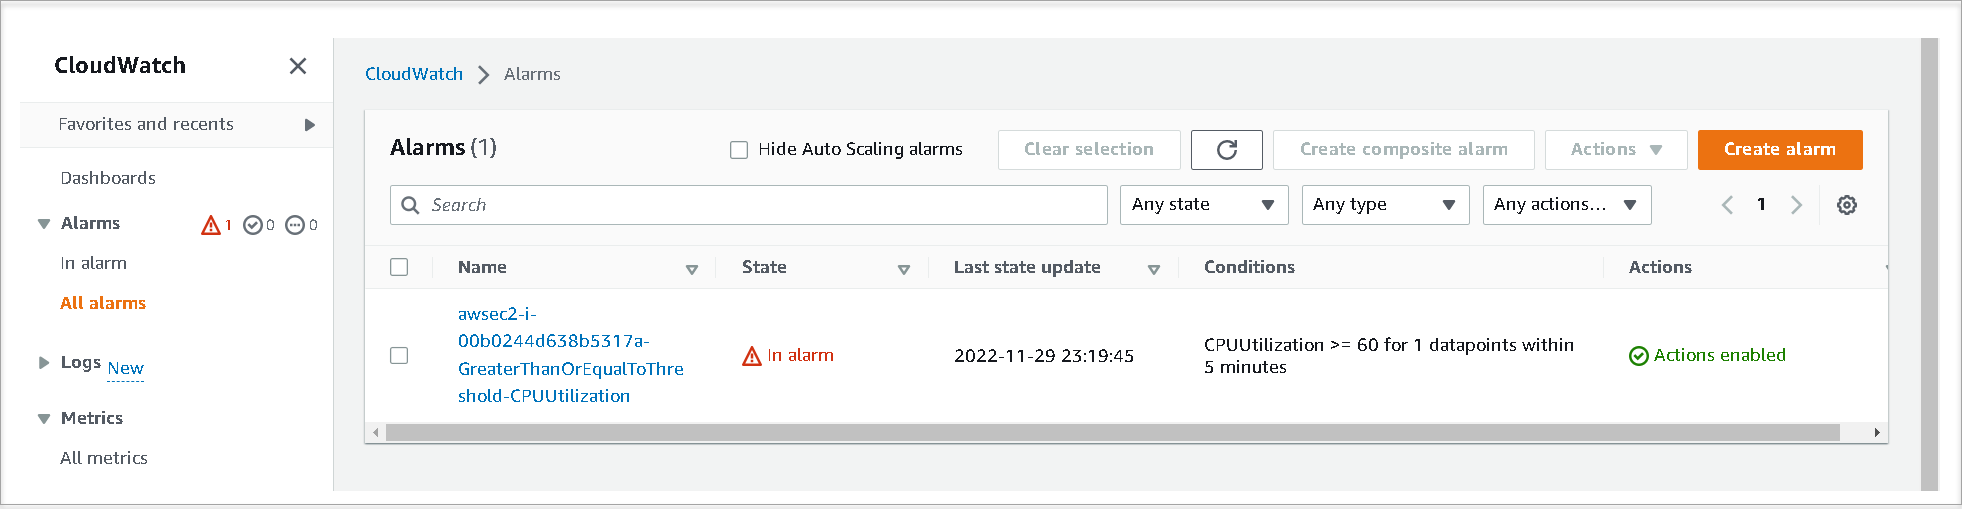 CloudWatch
Favorites and recents
Dashboards
Alarms 1 0 0
In alarm
All alarms
Logs New
Metrics
All metrics
CloudWatch Alarms
Alarms (1) Hide Auto Scaling alarms Clear selection Create composite alarm Actions Create alarm
Search Any state Any type Any actions... 1
Name State Last state update Conditions Actions
awsec2-i-
00b0244d638b5317a-
GreaterThanOrEqualToThre
shold-CPUUtilization
In alarm
2022-11-29 23:19:45
CPUUtilization >= 60 for 1 datapoints within
5 minutes
Actions enabled